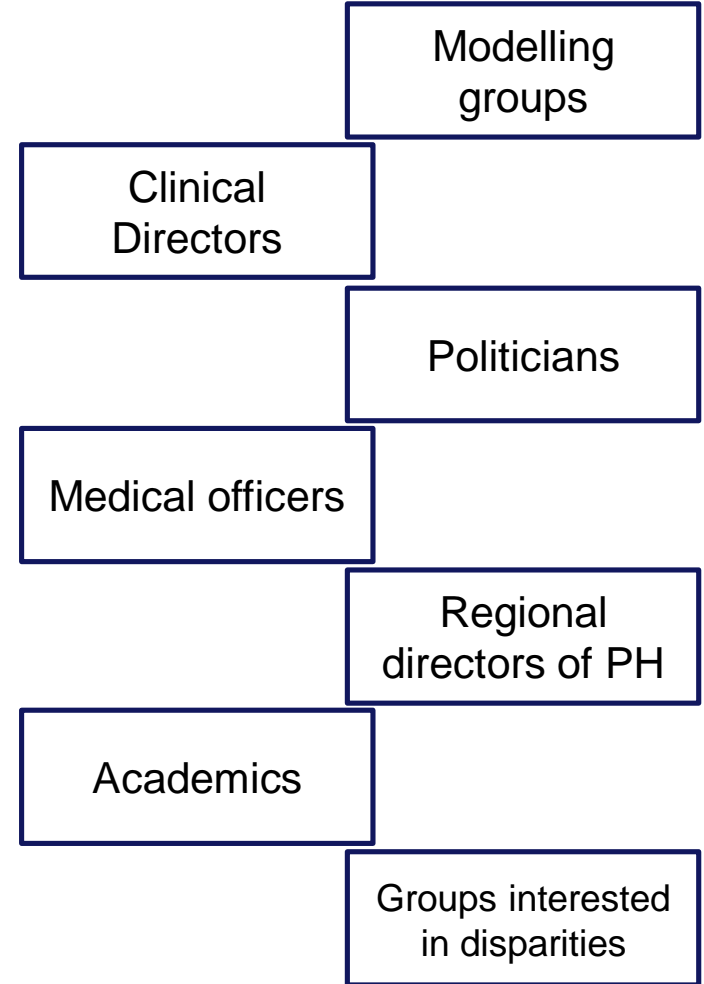 Modelling
groups
Clinical
Directors
Politicians
Medical officers
Regional
directors of PH
Academics
Groups interested
in disparities